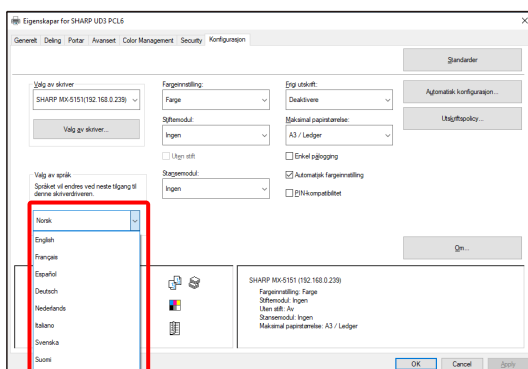 Eigenskapar for SHARP UD3 PCL6
Generelt Deling Portar Avansert Color Management Security Konfigurasjon
Standarder
Valg av skriver
SHARP MX-5151(192.168.0.239)
Valg av skriver...
Fargeinnstilling:
Farge
Frigi utskrift:
Deaktivere
Automatisk konfigurasjon...
Stiftemodul:
Ingen
Maksimal papirstørrelse:
A3 / Ledger
Utskriftspolicy...
Uten stift
Enkel pålogging
Valg av språk
Språket vil endres ved neste tilgang til
denne skriverdriveren.
Stansemodul:
Ingen
Automatisk fargeinnstilling
PIN-kompatibilitet
Norsk
English
Français
Español
Deutsch
Nederlands
Italiano
Svenska
Suomi
Om...
SHARP MX-5151 (192.168.0.239)
Fargeinnstilling: Farge
Stiftemodul: Ingen
Uten stift: Av
Stansemodul: Ingen
Maksimal papirstørrelse: A3 / Ledger
OK Cancel Apply